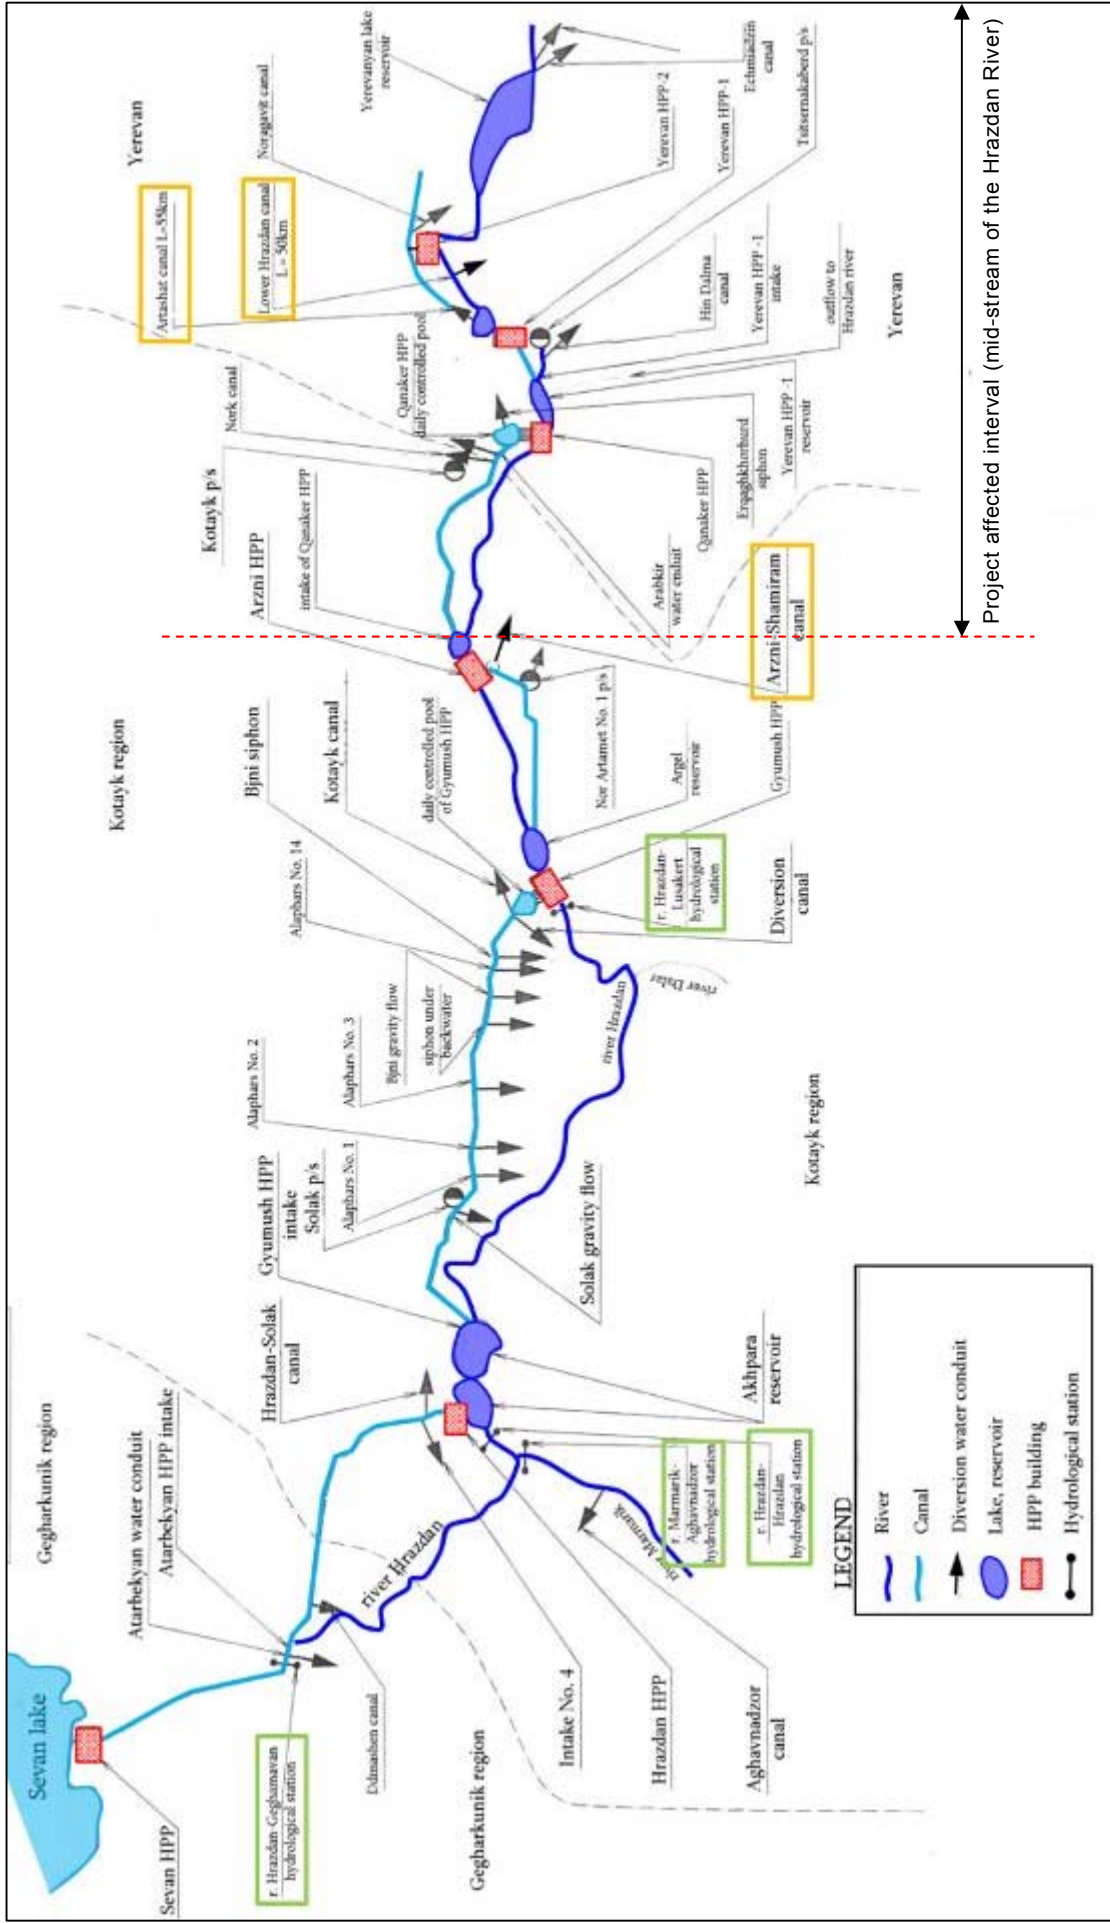 Sevan lake
Sevan HPP
r. Hrazdan-Geghamavan
hydrological station
Gegharkunik region
Atarbekyan water conduit
Atarbekyan HPP intake
Ddmashen canal
Gegharkunik region
river Hrazdan
Intake No. 4
Hrazdan HPP
Aghavnadzor
canal
river Marmarik
r. Marmarik-
Aghavnadzor
hydrological station
r. Hrazdan-
Hrazdan
hydrological station
Akhpara
reservoir
Hrazdan-Solak
canal
Gyumush HPP
intake
Solak p/s
Alaphars No. 1
Alaphars No. 2
Alaphars No. 3
Solak gravity flow
Kotayk region
Bjni gravity flow
siphon under
backwater
Alaphars No. 14
Bjni siphon
Kotayk canal
daily controlled pool
of Gyumush HPP
river Hrazdan
river Dalar
Diversion
canal
r. Hrazdan-
Lusakert
hydrological
station
Gyumush HPP
Argel
reservoir
Nor Artamet No. 1 p/s
Kotayk region
Arzni-Shamiram
canal
Arzni HPP
intake of Qanaker HPP
Kotayk p/s
Nork canal
Arabkir
water cnduit
Qanaker HPP
Qanaker HPP
daily controlled pool
Erqaghkhorhurd
siphon
Yerevan HPP -1
reservoir
outflow to
Hrazdan river
Yerevan HPP -1
intake
Hin Dalma
canal
Yerevan
Artashat canal L=55km
Lower Hrazdan canal
L = 50km
Yerevan
Noragavit canal
Yerevanyan lake
reservoir
Yerevan HPP-2
Yerevan HPP-1
Tsitsernakaberd p/s
Echmiadzin
canal
Project affected interval (mid-stream of the Hrazdan River)
LEGEND
River
Canal
Diversion water conduit
Lake, reservoir
HPP building
Hydrological station